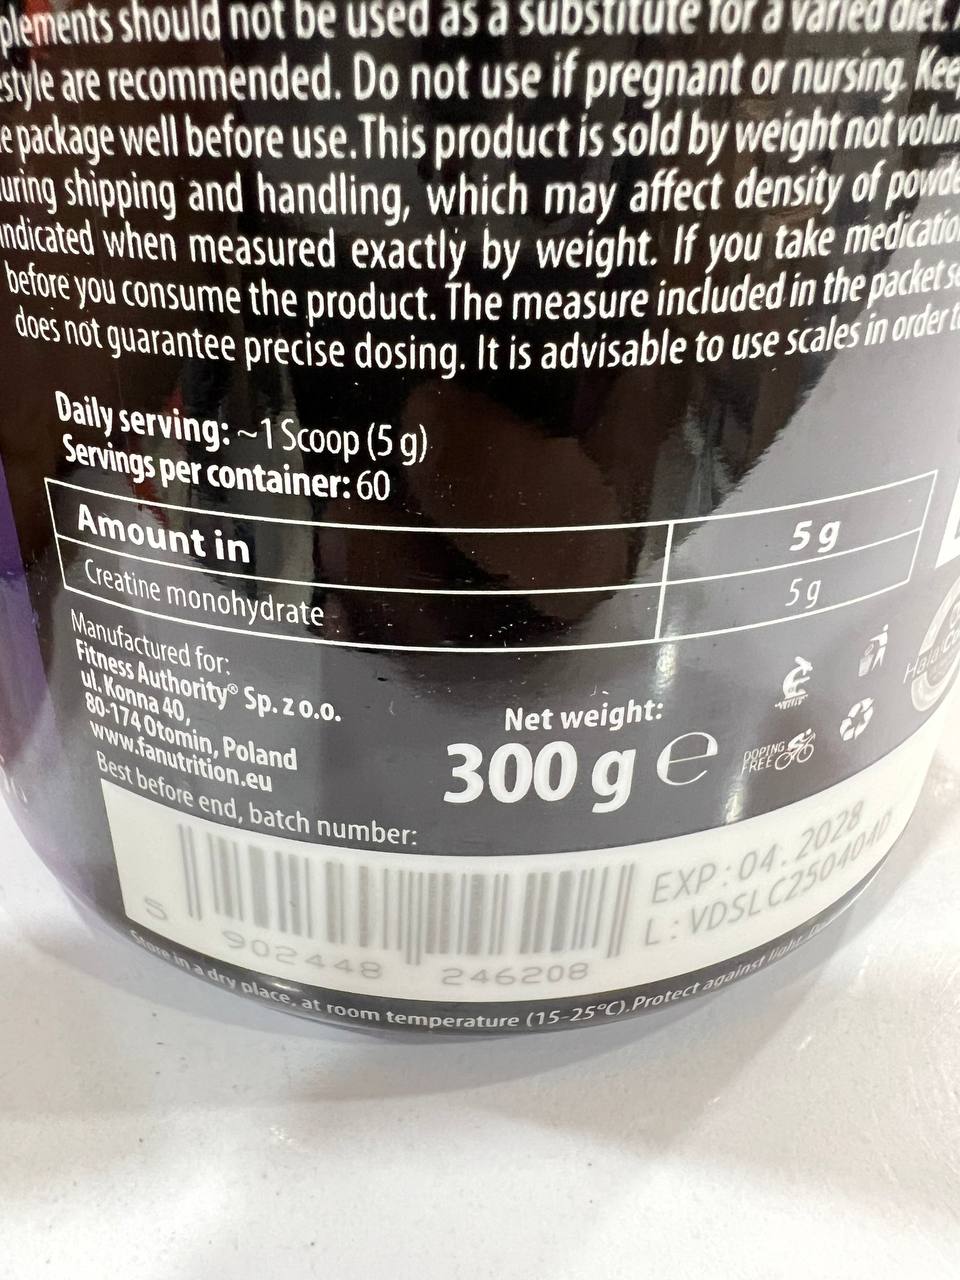 plements should not be used as a substitute for a varied diet.
style are recommended. Do not use if pregnant or nursing. Keep
e package well before use. This product is sold by weight not volum
uring shipping and handling, which may affect density of powde
indicated when measured exactly by weight. If you take medicatio
before you consume the product. The measure included in the packet se
does not guarantee precise dosing. It is advisable to use scales in order t
Daily serving: ~1 Scoop (5 g)
Servings per container: 60
Amount in 5 g
Creatine monohydrate 5 g
Manufactured for:
Fitness Authority® Sp. z o.o.
ul. Konna 40,
80-174 Otomin, Poland
www.fanutrition.eu
Best before end, batch number:
Net weight:
300 g ℮
DOPING
FREE
EXP: 04. 2028
L: VDSLC250404D
5 902448 246208
Store in a dry place, at room temperature (15-25°C). Protect against light.